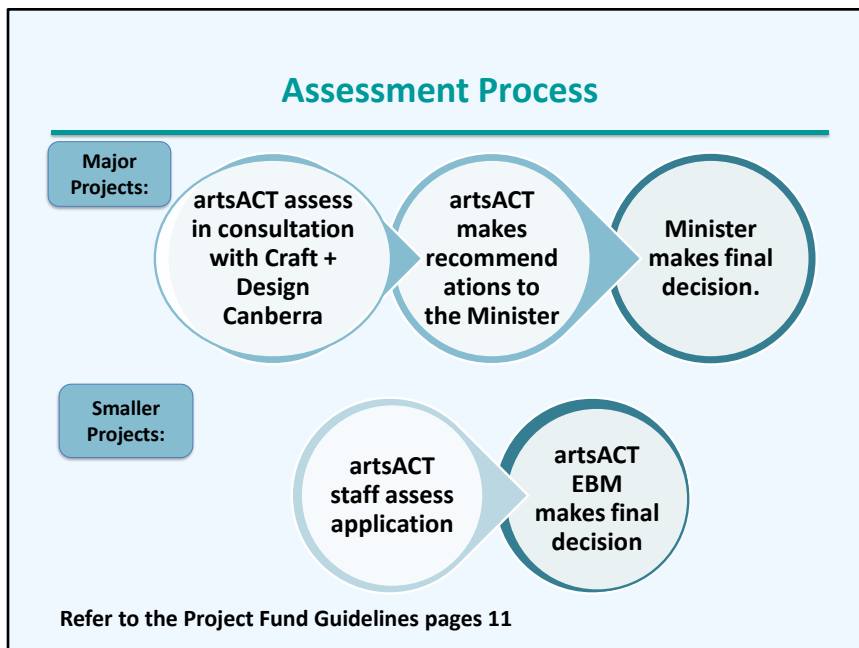 Assessment Process
Major
Projects:
artsACT assess
in consultation
with Craft +
Design
Canberra
artsACT
makes
recommend
ations to
the Minister
Minister
makes final
decision.
Smaller
Projects:
artsACT
staff assess
application
artsACT
EBM
makes final
decision
Refer to the Project Fund Guidelines pages 11